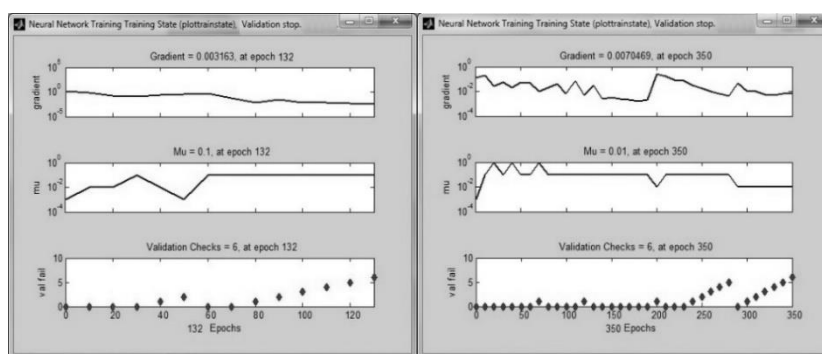 Neural Network Training Training State (plottrainstate), Validation stop.
Gradient = 0.003163, at epoch 132
10^5
10^0
10^-5
gradient
Mu = 0.1, at epoch 132
10^0
10^-2
10^-4
mu
Validation Checks = 6, at epoch 132
10
5
0
val fail
0 20 40 60 80 100 120
132 Epochs
Neural Network Training Training State (plottrainstate), Validation stop.
Gradient = 0.0070469, at epoch 350
10^0
10^-2
10^-4
gradient
Mu = 0.01, at epoch 350
10^0
10^-2
10^-4
mu
Validation Checks = 6, at epoch 350
10
5
0
val fail
0 50 100 150 200 250 300 350
350 Epochs